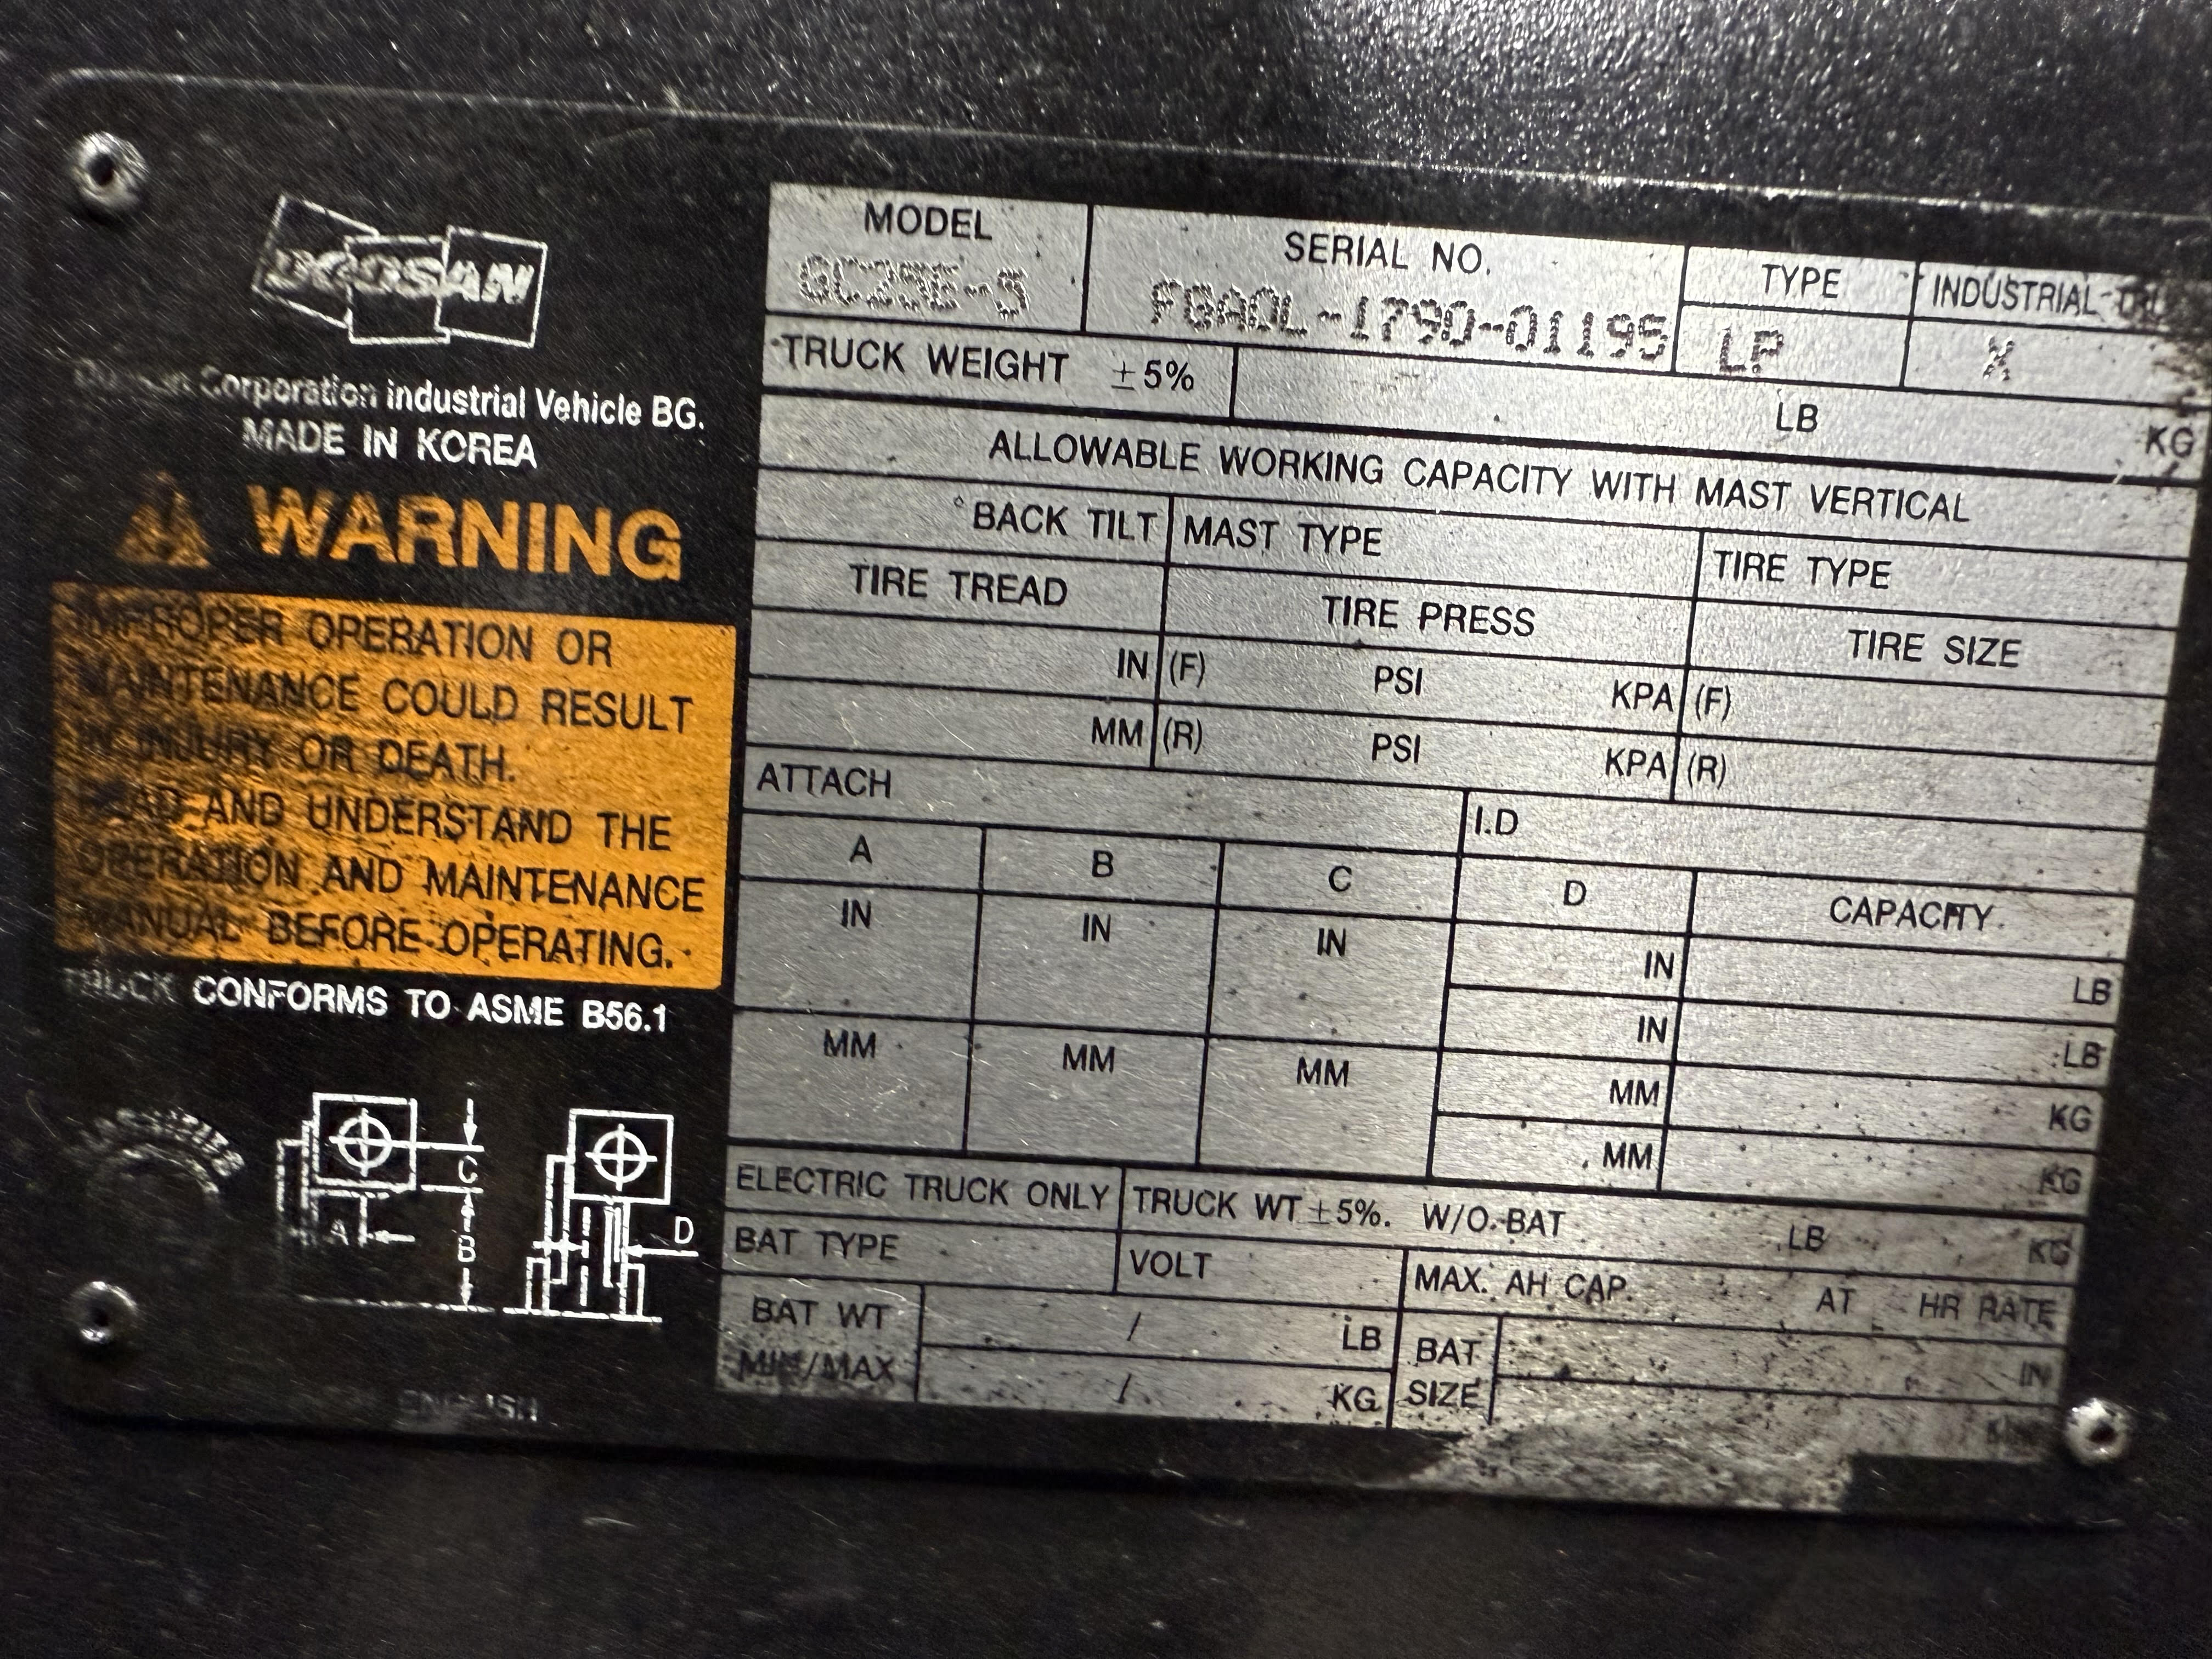 DOOSAN
Doosan Corporation industrial Vehicle BG.
MADE IN KOREA
WARNING
IMPROPER OPERATION OR
MAINTENANCE COULD RESULT
IN INJURY OR DEATH.
READ AND UNDERSTAND THE
OPERATION AND MAINTENANCE
MANUAL BEFORE OPERATING.
TRUCK CONFORMS TO ASME B56.1
C
A
B
D
ENGLISH
MODEL SERIAL NO. TYPE INDUSTRIAL
GC25E-5 FGA0L-1790-01195 LP X
TRUCK WEIGHT ±5% LB KG
ALLOWABLE WORKING CAPACITY WITH MAST VERTICAL
° BACK TILT MAST TYPE TIRE TYPE
TIRE TREAD TIRE PRESS TIRE SIZE
IN (F) PSI KPA (F)
MM (R) PSI KPA (R)
ATTACH I.D
A B C D CAPACITY
IN IN IN IN LB
IN LB
MM MM MM MM KG
MM KG
ELECTRIC TRUCK ONLY TRUCK WT ±5%. W/O. BAT LB KG
BAT TYPE VOLT MAX. AH CAP. AT HR RATE
BAT WT / LB BAT IN
MIN/MAX / KG SIZE